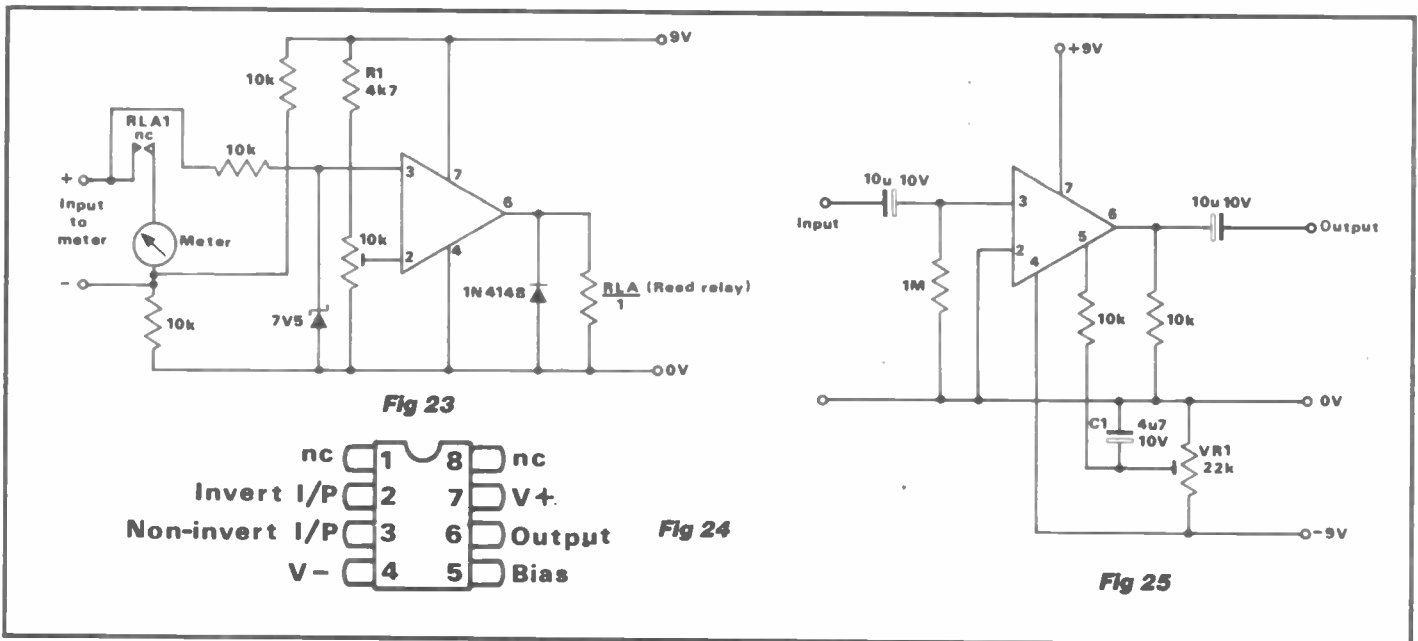 9V
10k
R1
4k7
RLA1
nc
10k
+
Input
to
meter
Meter
-
10k
7V5
10k
3
2
7
6
4
1N4148
RLA (Reed relay)
1
0V
Fig 23
nc 1 8 nc
Invert I/P 2 7 V+
Non-invert I/P 3 6 Output
V- 4 5 Bias
Fig 24
+9V
10u 10V
Input
1M
3
2
7
6
5
4
10u 10V
Output
10k
10k
C1
4u7
10V
VR1
22k
0V
-9V
Fig 25